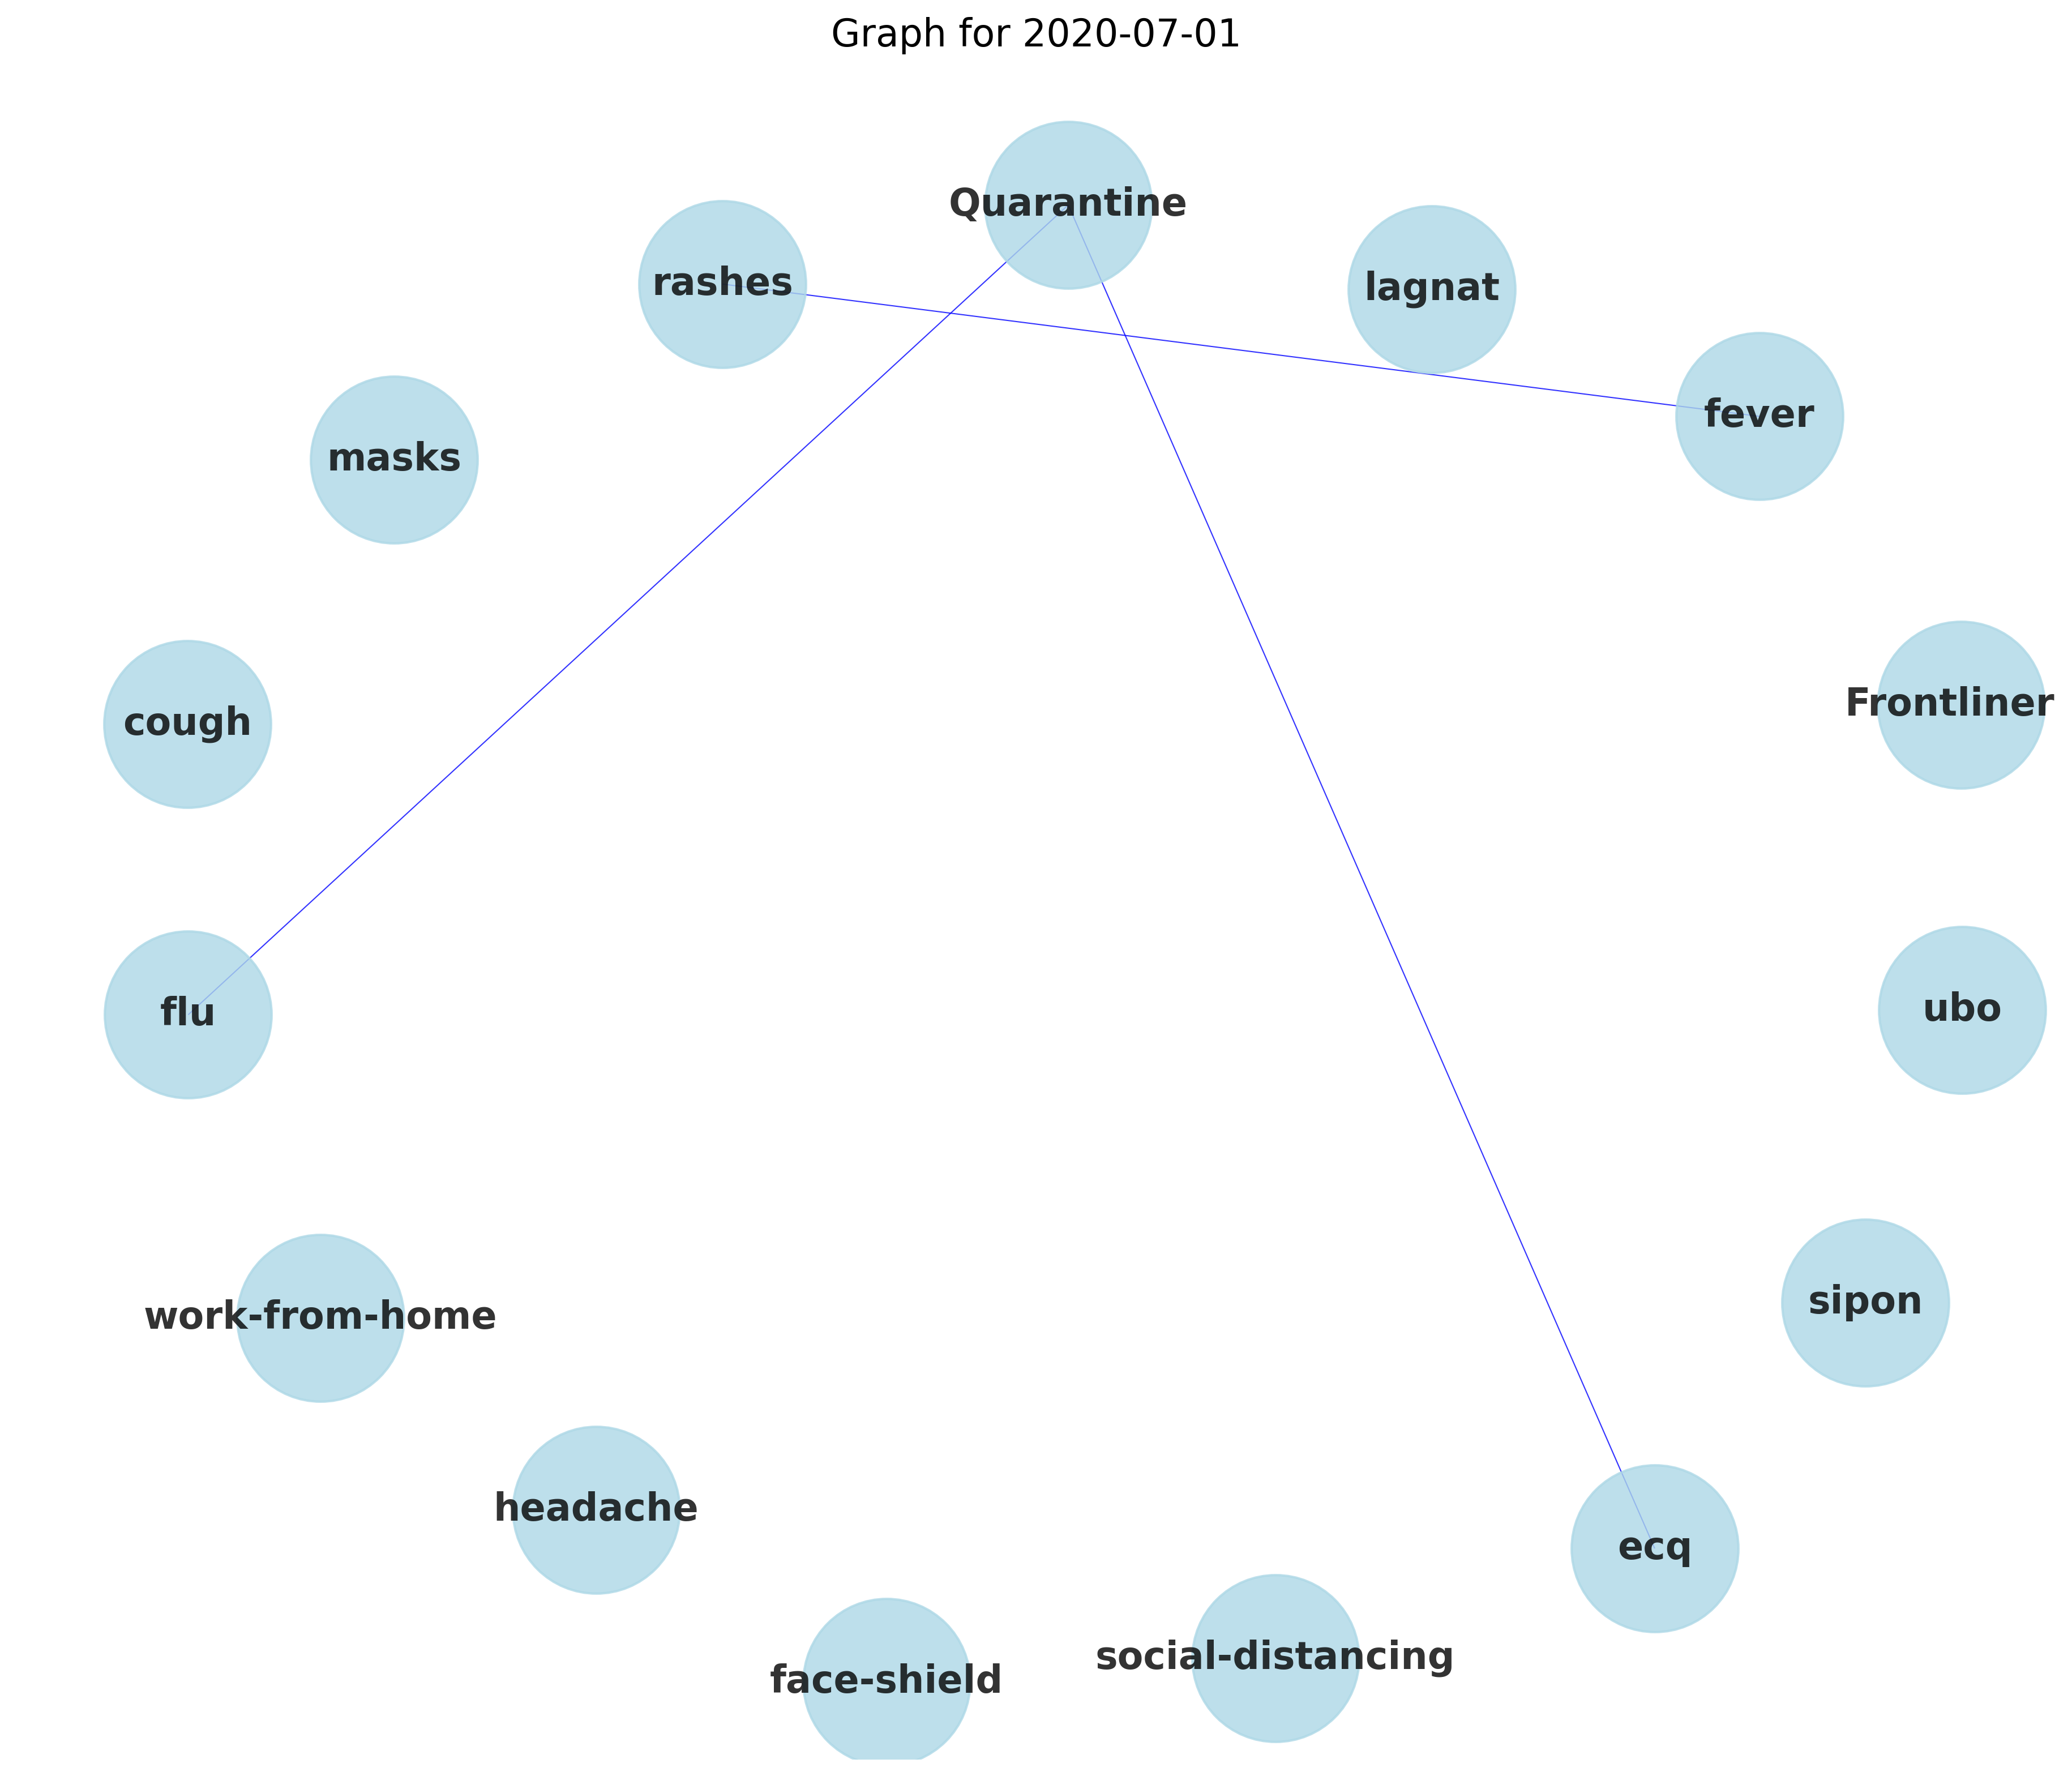 Graph for 2020-07-01
Quarantine
rashes
lagnat
fever
masks
Frontliner
cough
ubo
flu
sipon
work-from-home
headache
ecq
social-distancing
face-shield